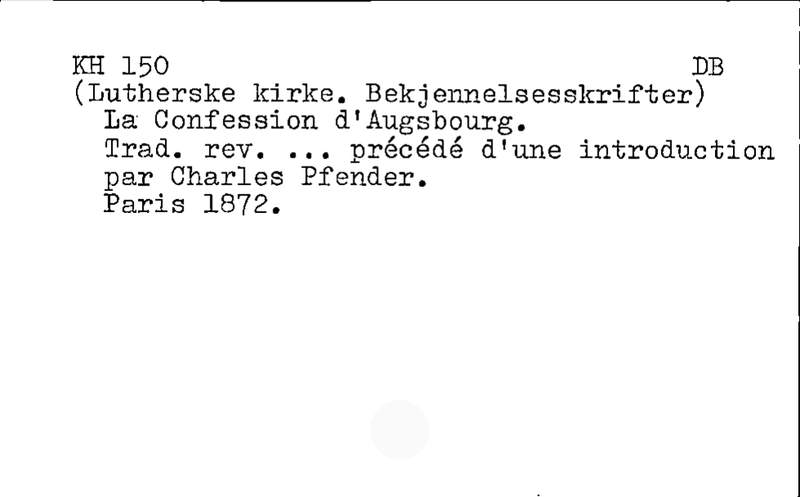 KH 150 DB
(Lutherske kirke. Bekjennelsesskrifter)
La Confession d'Augsbourg.
Trad. rev. ... précédé d'une introduction
par Charles Pfender.
Paris 1872.